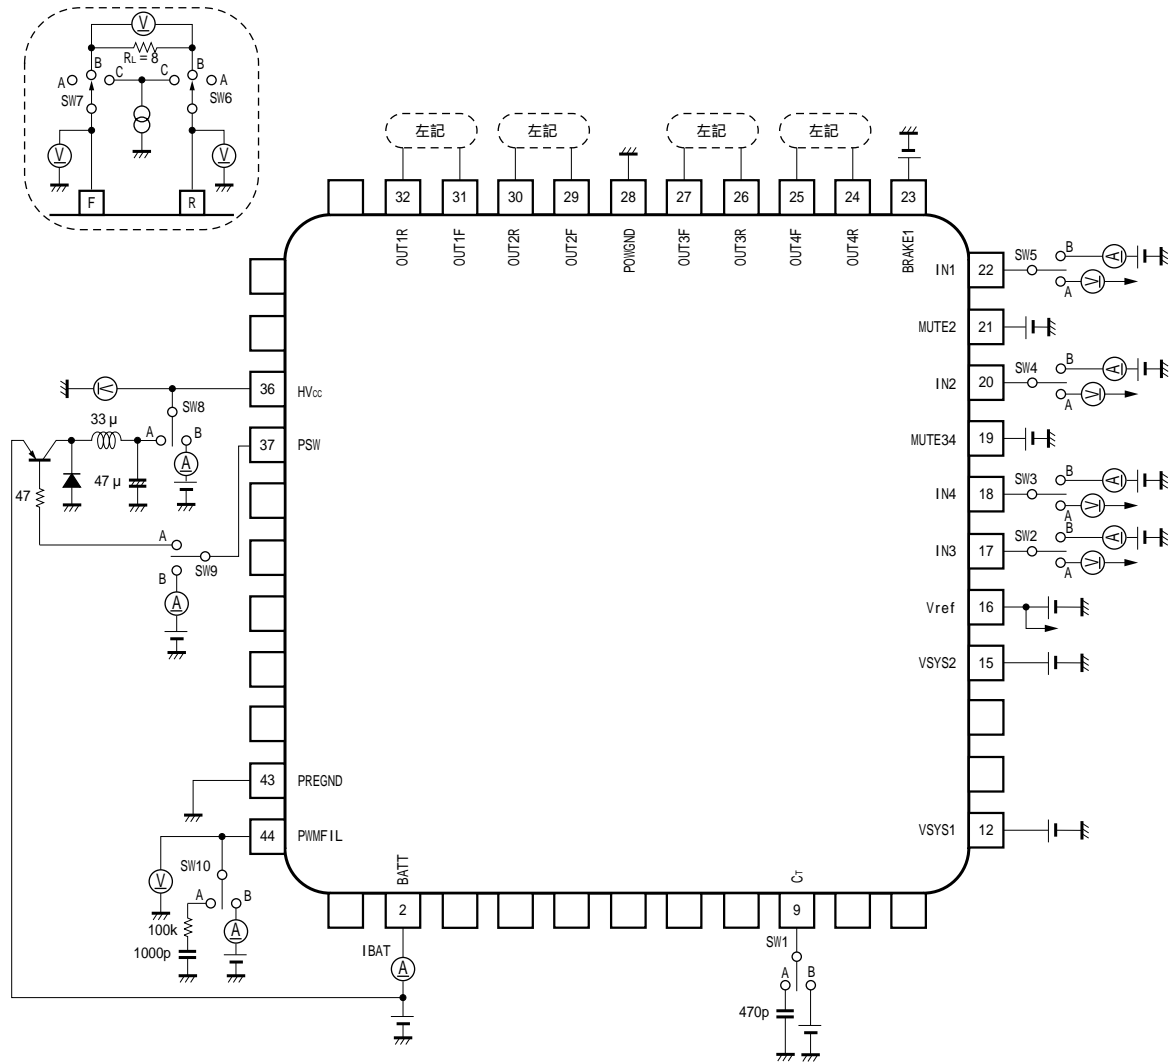 V
B RL = 8 B
A C C A
SW7 SW6
V V
F R
左記 左記 左記 左記
32 31 30 29 28 27 26 25 24 23
OUT1R OUT1F OUT2R OUT2F POWGND OUT3F OUT3R OUT4F OUT4R BRAKE1
IN1 22 SW5 B A
A V
MUTE2 21
IN2 20 SW4 B A
A V
MUTE34 19
IN4 18 SW3 B A
A V
IN3 17 SW2 B A
A V
Vref 16
VSYS2 15
VSYS1 12
V 36 HVcc
SW8
33 μ A B
37 PSW
A
47 47 μ
A
SW9
B
A
43 PREGND
44 PWMFIL
SW10
V A B
100k A
1000p
BATT CT
2 9
IBAT A
SW1
A B
470p